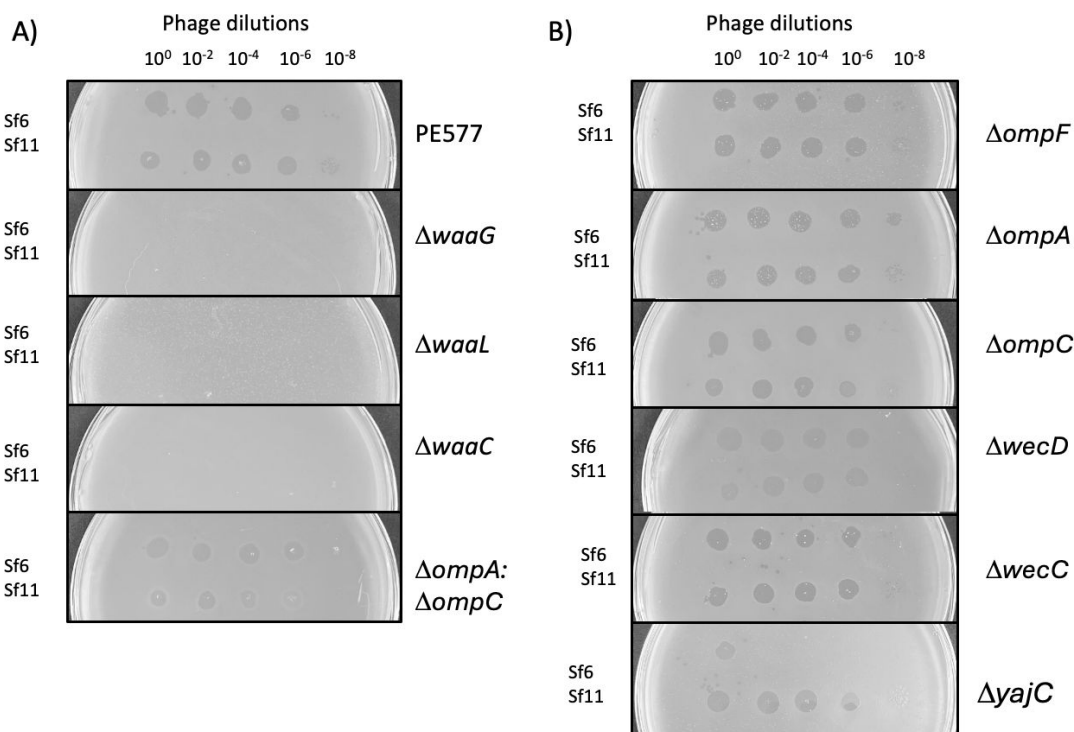 A)
Phage dilutions
10⁰ 10⁻² 10⁻⁴ 10⁻⁶ 10⁻⁸
Sf6
Sf11
PE577
Sf6
Sf11
ΔwaaG
Sf6
Sf11
ΔwaaL
Sf6
Sf11
ΔwaaC
Sf6
Sf11
ΔompA:
ΔompC
B)
Phage dilutions
10⁰ 10⁻² 10⁻⁴ 10⁻⁶ 10⁻⁸
Sf6
Sf11
ΔompF
Sf6
Sf11
ΔompA
Sf6
Sf11
ΔompC
Sf6
Sf11
ΔwecD
Sf6
Sf11
ΔwecC
Sf6
Sf11
ΔyajC